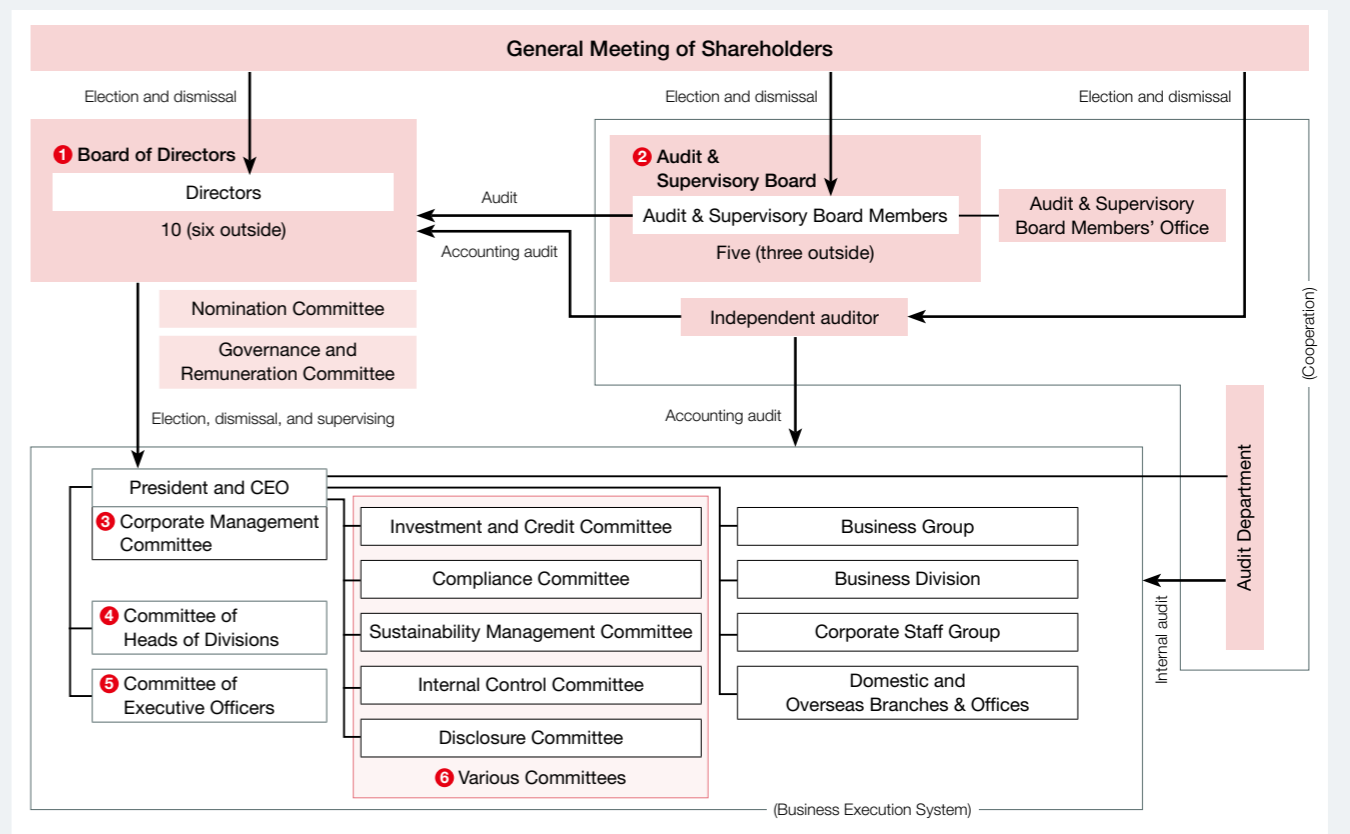 General Meeting of Shareholders
Election and dismissal
Election and dismissal
Election and dismissal
1 Board of Directors
Directors
10 (six outside)
2 Audit &
Supervisory Board
Audit & Supervisory Board Members
Five (three outside)
Audit & Supervisory
Board Members' Office
Audit
Accounting audit
Independent auditor
Nomination Committee
Governance and
Remuneration Committee
(Cooperation)
Election, dismissal, and supervising
Accounting audit
Audit Department
Internal audit
President and CEO
3 Corporate Management
Committee
4 Committee of
Heads of Divisions
5 Committee of
Executive Officers
Investment and Credit Committee
Compliance Committee
Sustainability Management Committee
Internal Control Committee
Disclosure Committee
6 Various Committees
Business Group
Business Division
Corporate Staff Group
Domestic and
Overseas Branches & Offices
(Business Execution System)